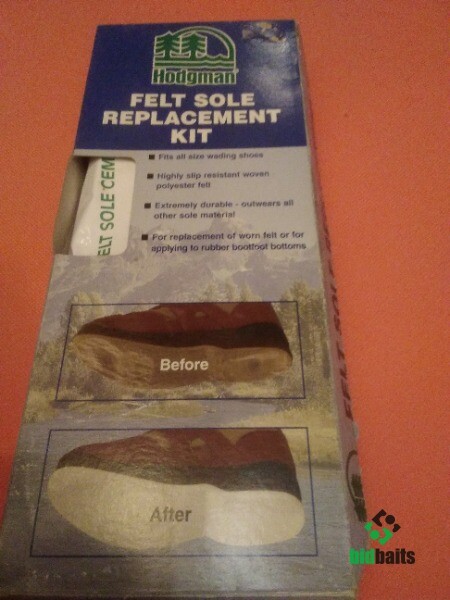 Hodgman
FELT SOLE
REPLACEMENT
KIT
■ Fits all size wading shoes
■ Highly slip resistant woven
polyester felt
■ Extremely durable - outwears all
other sole material
■ For replacement of worn felt or for
applying to rubber bootfoot bottoms
ELT SOLE CEM
Before
After
FELT SOLE
bidbaits